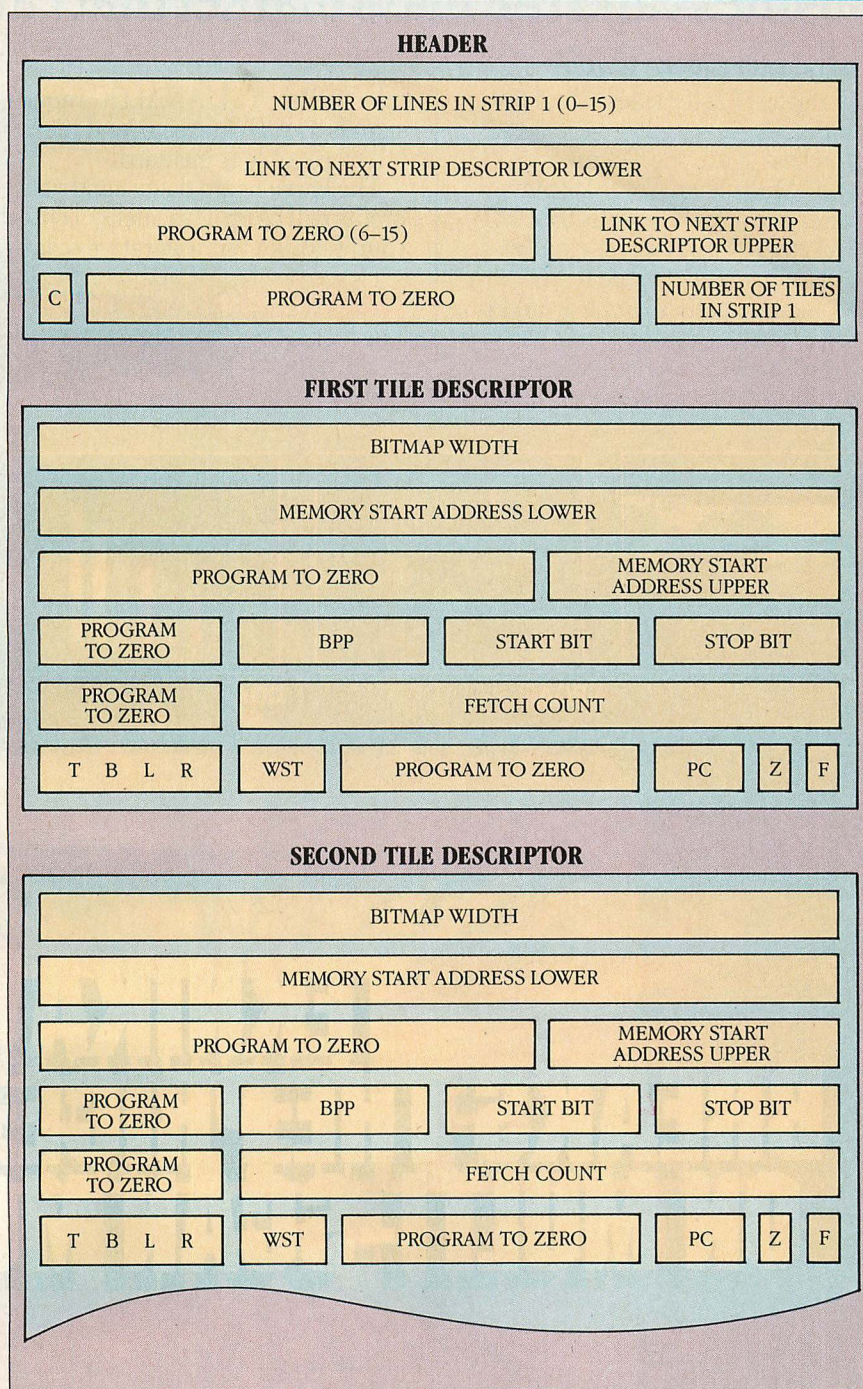 HEADER
NUMBER OF LINES IN STRIP 1 (0–15)
LINK TO NEXT STRIP DESCRIPTOR LOWER
PROGRAM TO ZERO (6–15)
LINK TO NEXT STRIP
DESCRIPTOR UPPER
C
PROGRAM TO ZERO
NUMBER OF TILES
IN STRIP 1
FIRST TILE DESCRIPTOR
BITMAP WIDTH
MEMORY START ADDRESS LOWER
PROGRAM TO ZERO
MEMORY START
ADDRESS UPPER
PROGRAM
TO ZERO
BPP
START BIT
STOP BIT
PROGRAM
TO ZERO
FETCH COUNT
T B L R
WST
PROGRAM TO ZERO
PC
Z
F
SECOND TILE DESCRIPTOR
BITMAP WIDTH
MEMORY START ADDRESS LOWER
PROGRAM TO ZERO
MEMORY START
ADDRESS UPPER
PROGRAM
TO ZERO
BPP
START BIT
STOP BIT
PROGRAM
TO ZERO
FETCH COUNT
T B L R
WST
PROGRAM TO ZERO
PC
Z
F